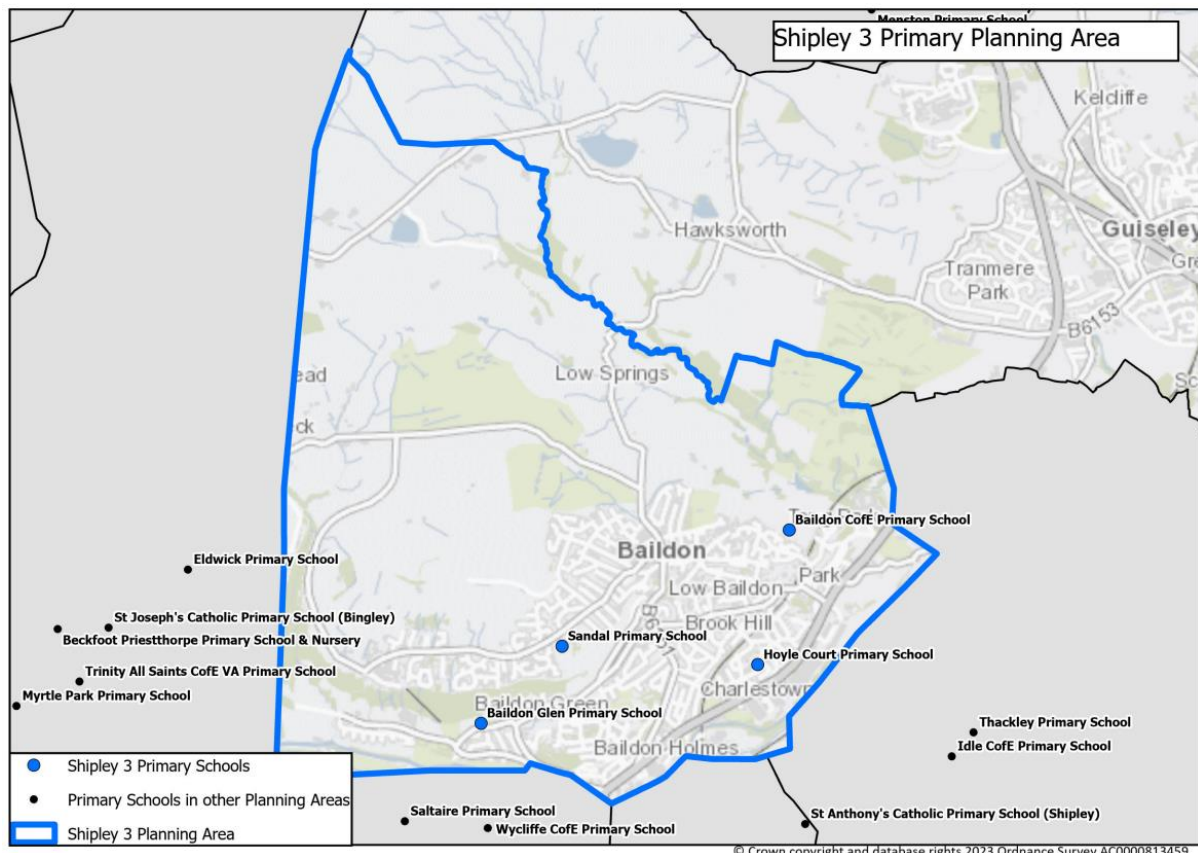 Menston Primary School
Shipley 3 Primary Planning Area
Kelcliffe
Hawksworth
Guiseley
Gre
Tranmere
Park
B6153
Sc
Low Springs
ead
ck
Baildon CofE Primary School
Baildon
Eldwick Primary School
Low Baildon
Park
St Joseph's Catholic Primary School (Bingley)
Beckfoot Priestthorpe Primary School & Nursery
Brook Hill
Sandal Primary School
Hoyle Court Primary School
Trinity All Saints CofE VA Primary School
Charlestown
Myrtle Park Primary School
Baildon Green
Baildon Glen Primary School
Thackley Primary School
Baildon Holmes
Idle CofE Primary School
Shipley 3 Primary Schools
Primary Schools in other Planning Areas
Shipley 3 Planning Area
Saltaire Primary School
Wycliffe CofE Primary School
St Anthony's Catholic Primary School (Shipley)
© Crown copyright and database rights 2023 Ordnance Survey AC0000813459